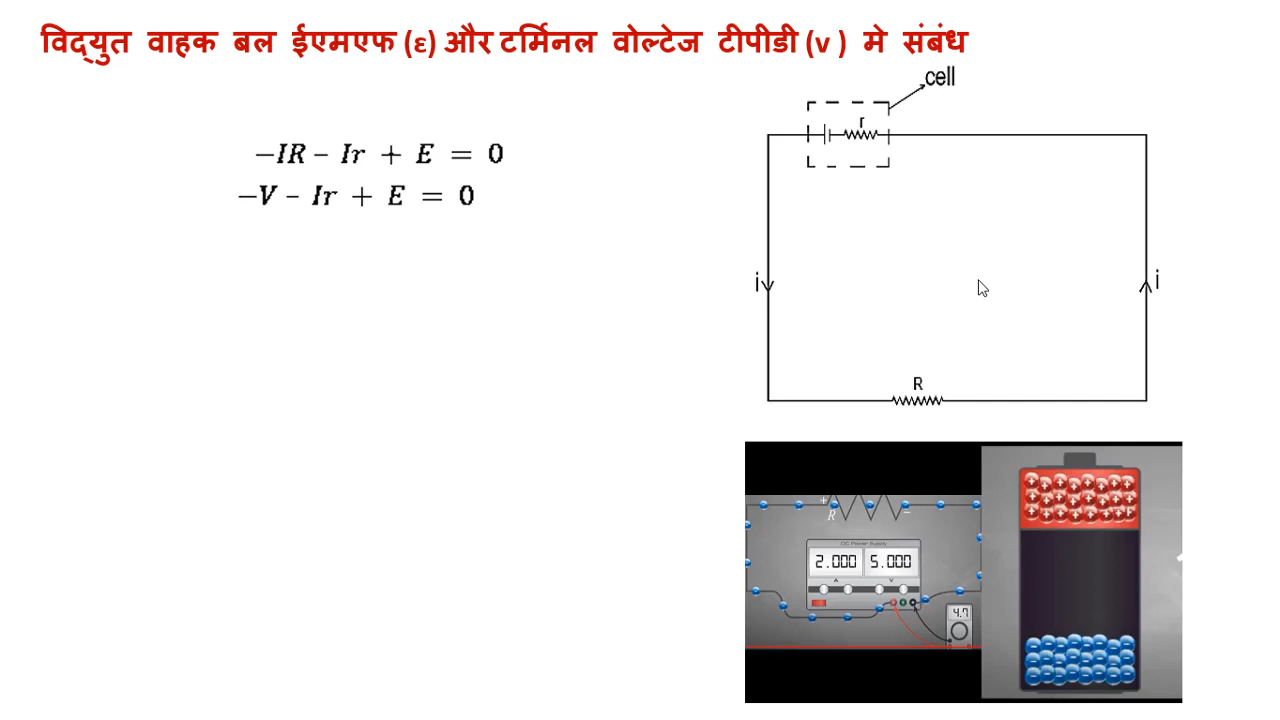 विद्युत वाहक बल ईएमएफ (ε) और टर्मिनल वोल्टेज टीपीडी (v ) मे संबंध
cell
r
−IR − Ir + E = 0
−V − Ir + E = 0
i
i
R
+
R
−
DC Power Supply
2.000 5.000
A V
4.7